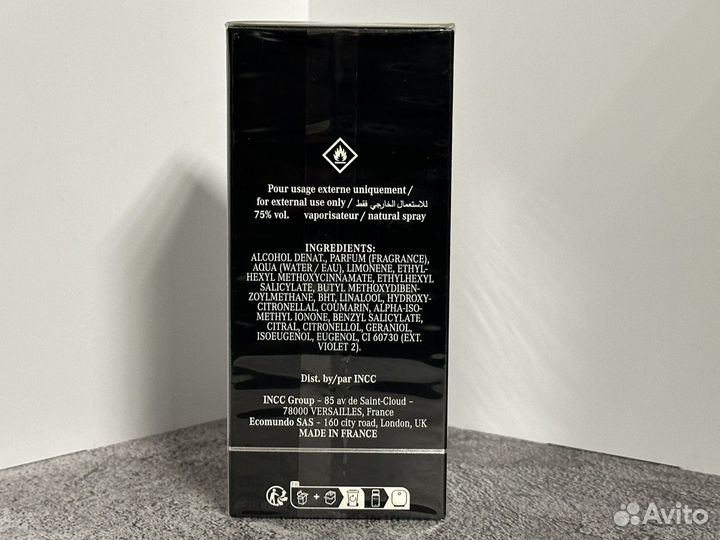 Pour usage externe uniquement /
for external use only / للاستعمال الخارجي فقط
75% vol. vaporisateur / natural spray
INGREDIENTS:
ALCOHOL DENAT., PARFUM (FRAGRANCE),
AQUA (WATER / EAU), LIMONENE, ETHYL-
HEXYL METHOXYCINNAMATE, ETHYLHEXYL
SALICYLATE, BUTYL METHOXYDIBEN-
ZOYLMETHANE, BHT, LINALOOL, HYDROXY-
CITRONELLAL, COUMARIN, ALPHA-ISO-
METHYL IONONE, BENZYL SALICYLATE,
CITRAL, CITRONELLOL, GERANIOL,
ISOEUGENOL, EUGENOL, CI 60730 (EXT.
VIOLET 2).
Dist. by/par INCC
INCC Group – 85 av de Saint-Cloud –
78000 VERSAILLES, France
Ecomundo SAS – 160 city road, London, UK
MADE IN FRANCE
Avito